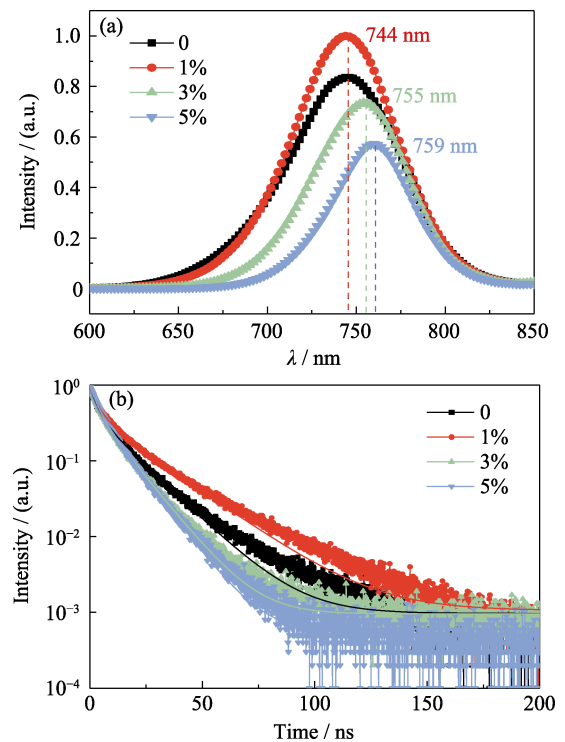 (a)
0
1%
3%
5%
744 nm
755 nm
759 nm
1.0
0.8
0.6
0.4
0.2
0
Intensity / (a.u.)
600 650 700 750 800 850
λ / nm
(b)
0
1%
3%
5%
10⁰
10⁻¹
10⁻²
10⁻³
10⁻⁴
Intensity / (a.u.)
0 50 100 150 200
Time / ns